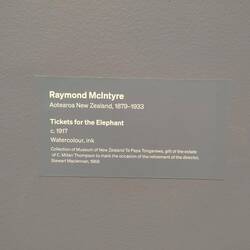 Raymond McIntyre
Aotearoa New Zealand, 1879–1933
Tickets for the Elephant
c. 1917
Watercolour, ink
Collection of Museum of New Zealand Te Papa Tongarewa, gift of the estate
of C. Millan Thompson to mark the occasion of the retirement of the director,
Stewart Maclennan, 1968